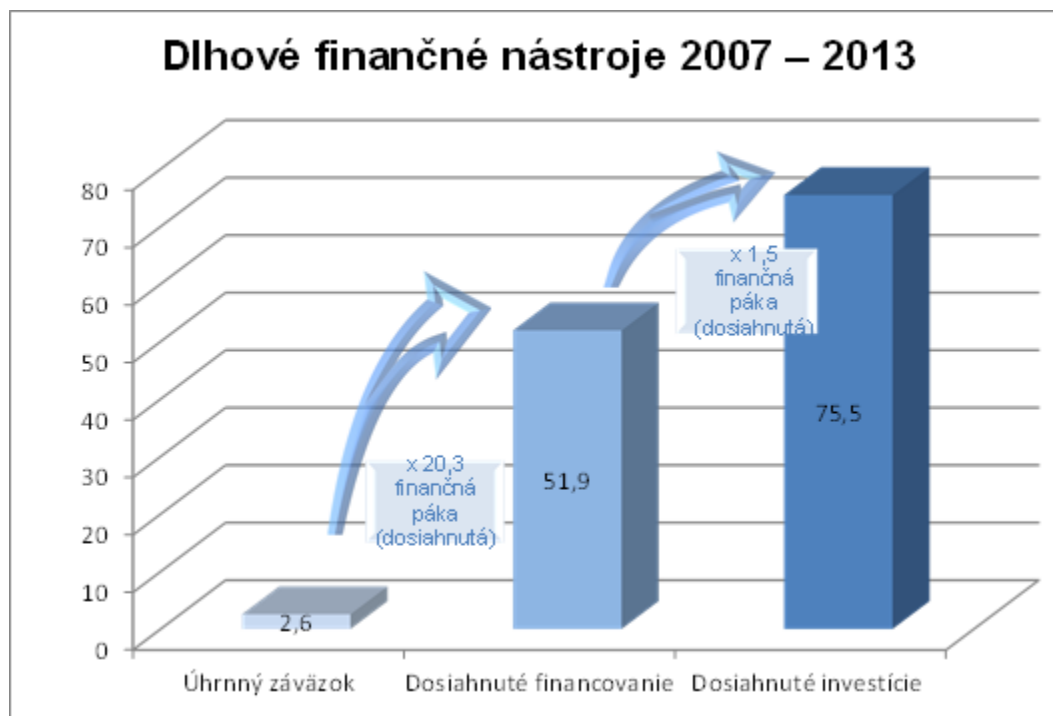 Dlhové finančné nástroje 2007 – 2013
80
70
60
50
40
30
20
10
0
x 20,3
finančná
páka
(dosiahnutá)
x 1,5
finančná
páka
(dosiahnutá)
2,6
51,9
75,5
Úhrnný záväzok
Dosiahnuté financovanie
Dosiahnuté investície